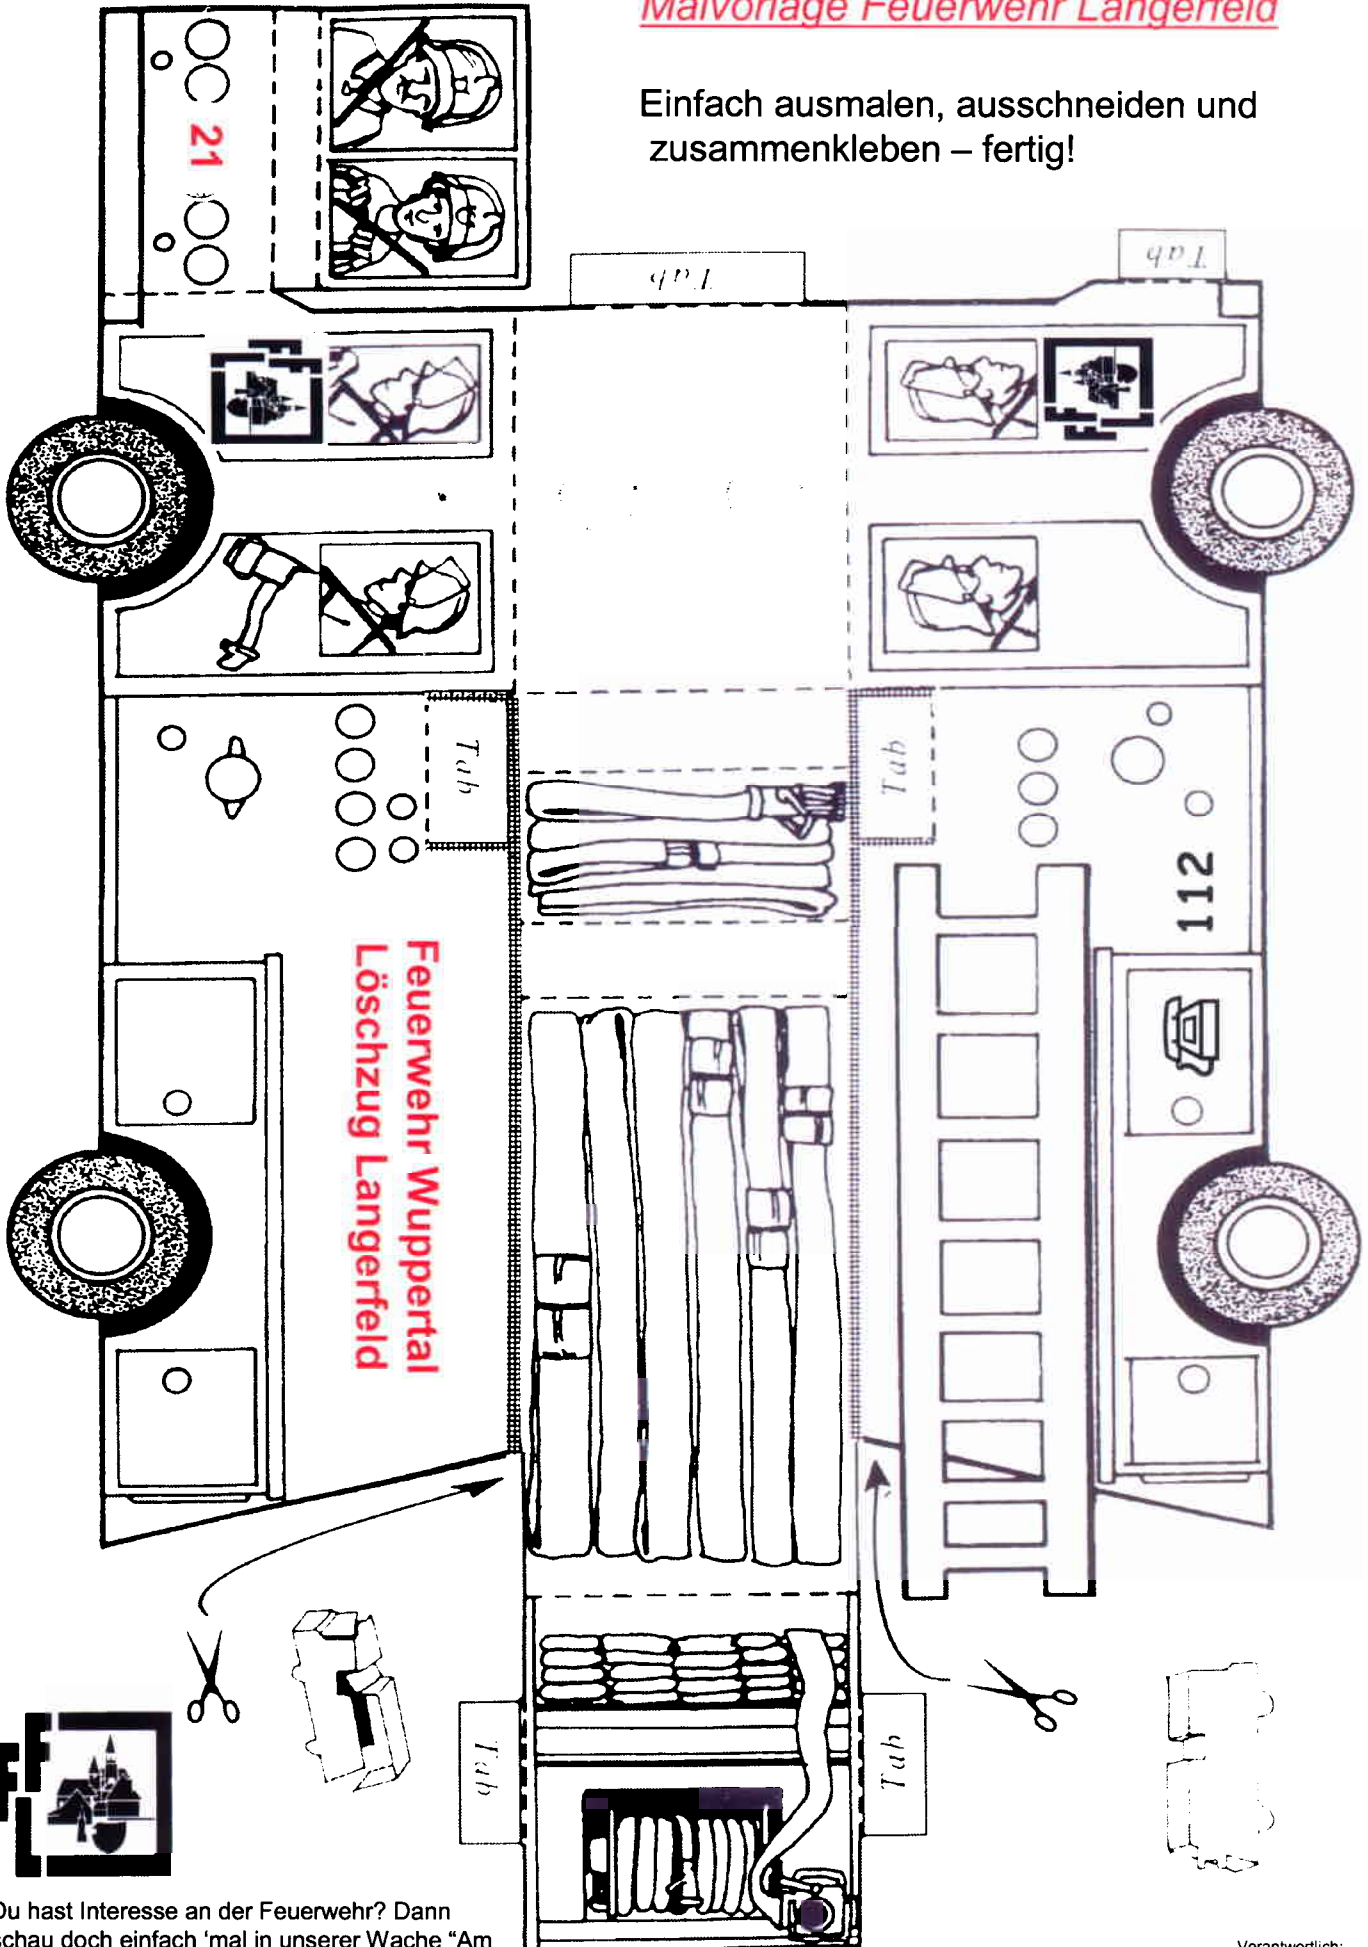 Malvorlage Feuerwehr Langerfeld
Einfach ausmalen, ausschneiden und
zusammenkleben – fertig!
21
Tab
Tab
Tab
Tab
112
Feuerwehr Wuppertal
Löschzug Langerfeld
Tab
Tab
FF
L
Du hast Interesse an der Feuerwehr? Dann
schau doch einfach 'mal in unserer Wache “Am
Verantwortlich: